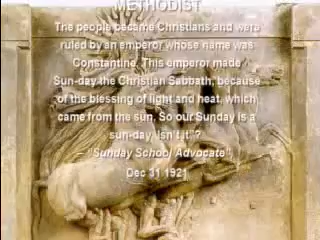 METHODIST
The people became Christians and were
ruled by an emperor whose name was
Constantine. This emperor made
Sun-day the Christian Sabbath, because
of the blessing of light and heat, which
came from the sun. So our Sunday is a
sun-day, isn't it"?
"Sunday School Advocate"
Dec 31 1921